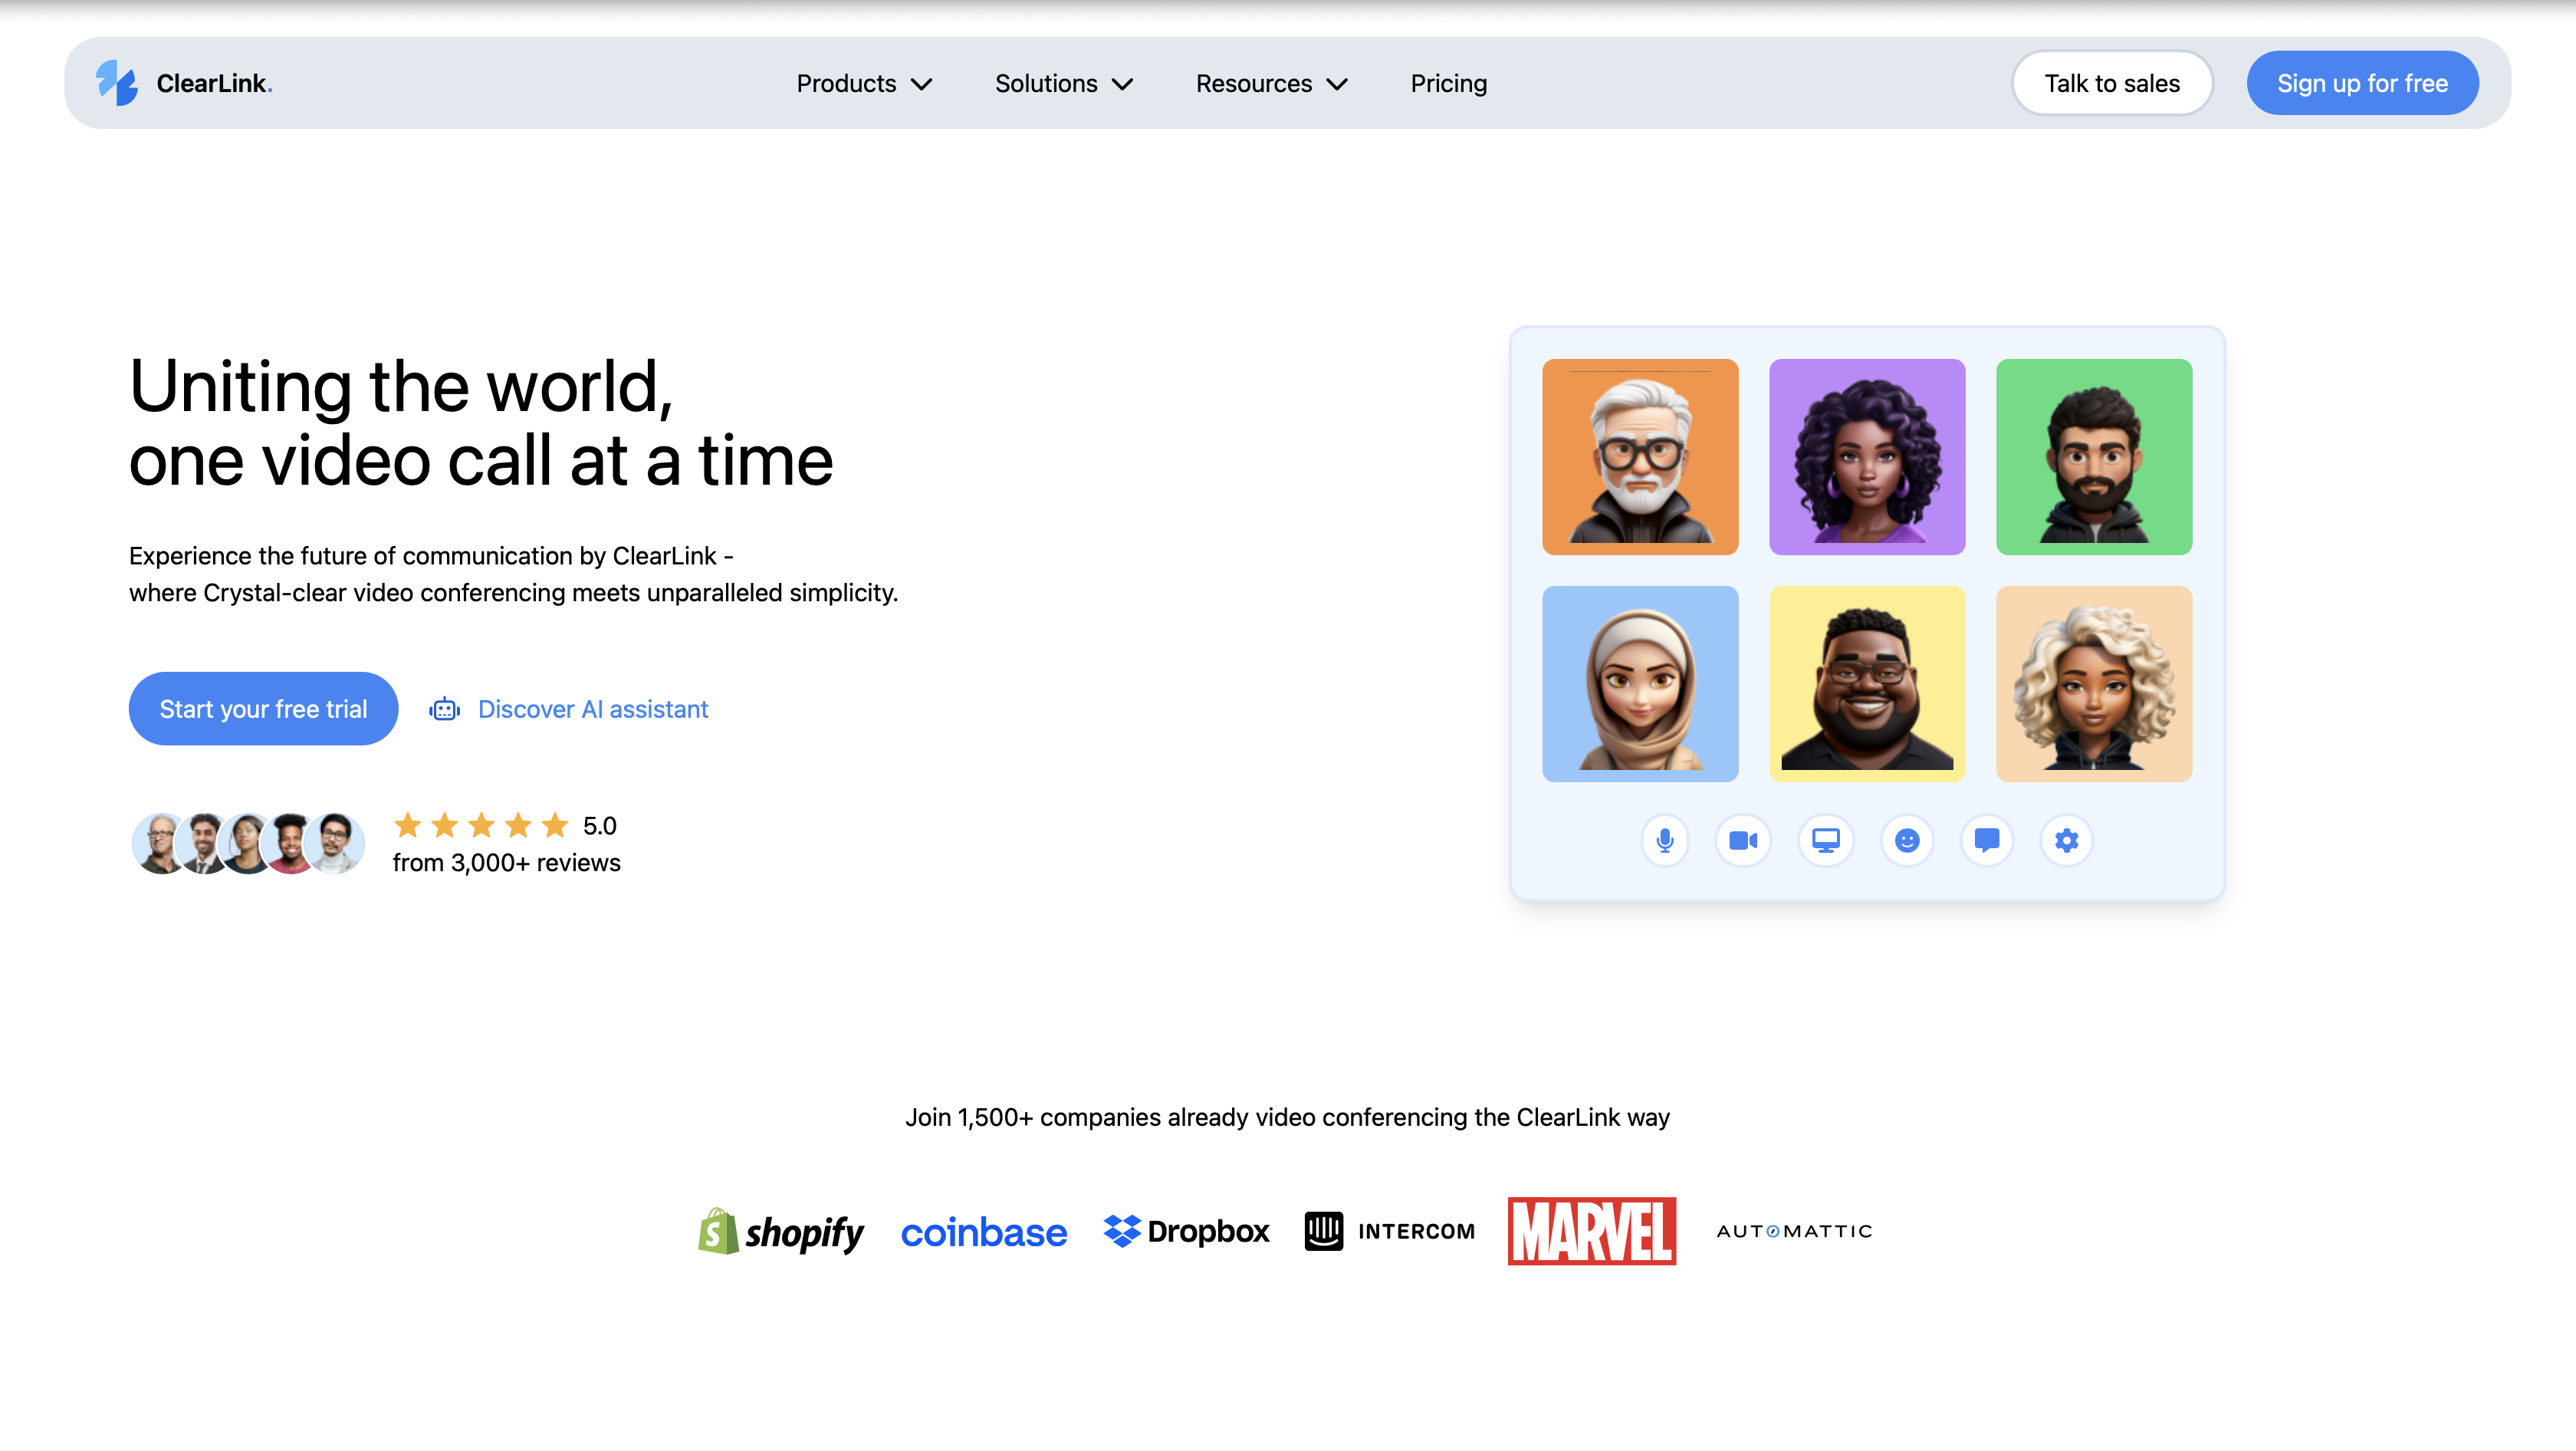 ClearLink.
Products
Solutions
Resources
Pricing
Talk to sales
Sign up for free
Uniting the world,
one video call at a time
Experience the future of communication by ClearLink -
where Crystal-clear video conferencing meets unparalleled simplicity.
Start your free trial
Discover AI assistant
5.0
from 3,000+ reviews
Join 1,500+ companies already video conferencing the ClearLink way
shopify
coinbase
Dropbox
INTERCOM
MARVEL
AUTOMATTIC